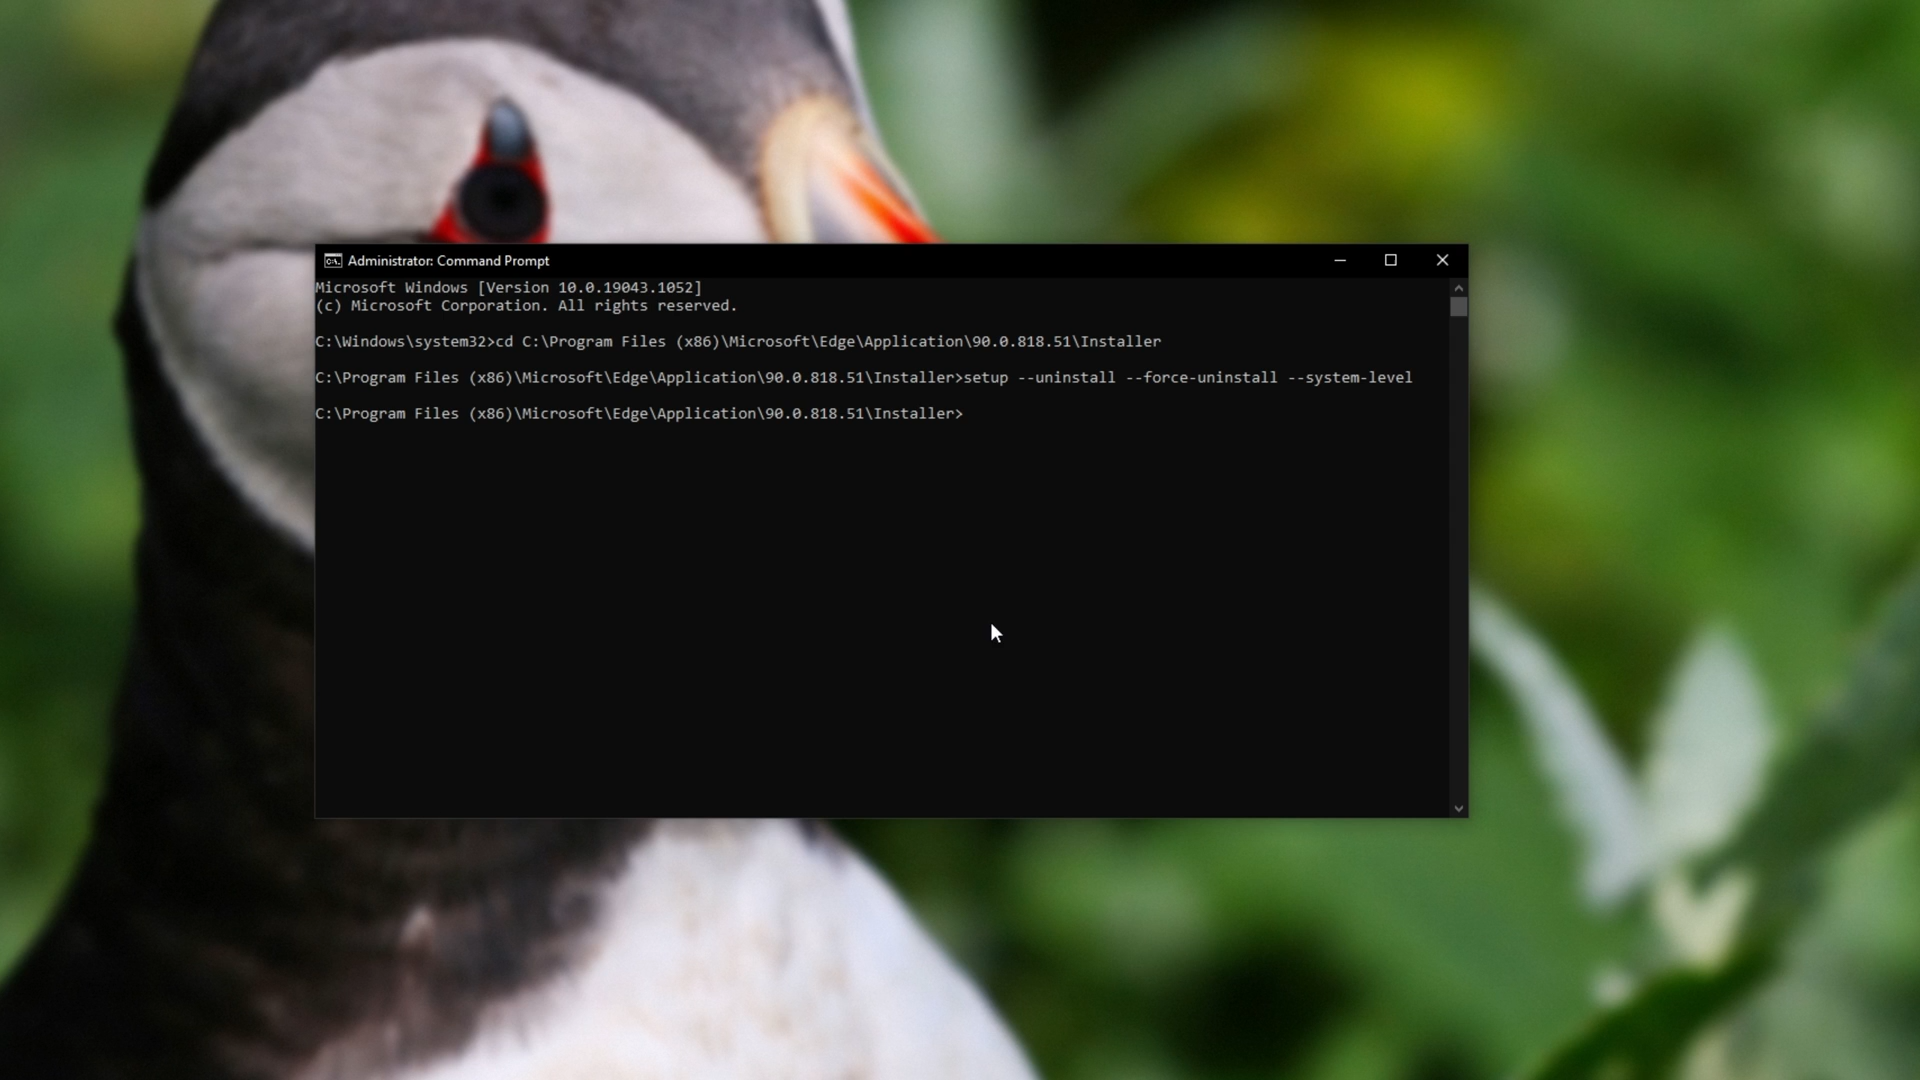 Administrator: Command Prompt
Microsoft Windows [Version 10.0.19043.1052]
(c) Microsoft Corporation. All rights reserved.
C:\Windows\system32>cd C:\Program Files (x86)\Microsoft\Edge\Application\90.0.818.51\Installer
C:\Program Files (x86)\Microsoft\Edge\Application\90.0.818.51\Installer>setup --uninstall --force-uninstall --system-level
C:\Program Files (x86)\Microsoft\Edge\Application\90.0.818.51\Installer>